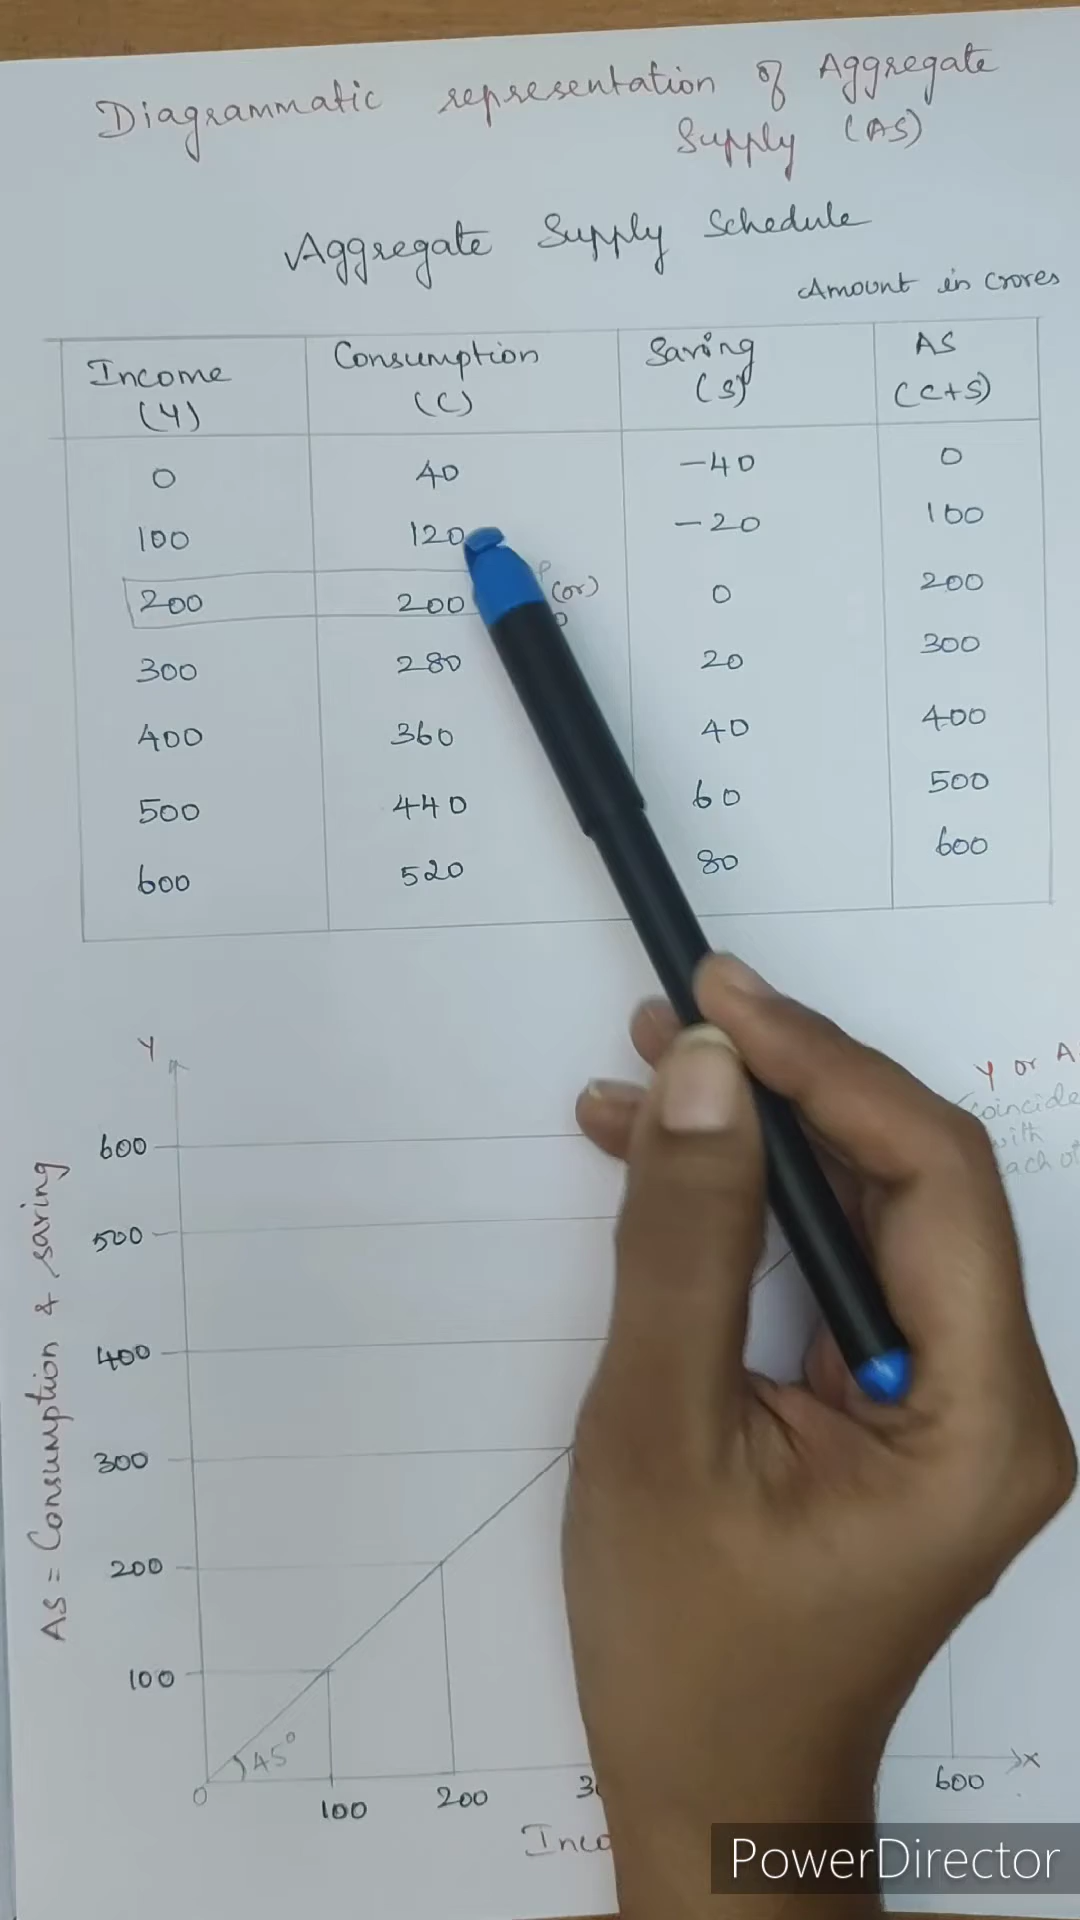 Diagrammatic representation of Aggregate
Supply (AS)
Aggregate Supply Schedule
Amount in Crores
Income (Y) Consumption (C) Saving (S) AS (C+S)
0 40 -40 0
100 120 -20 100
200 200 (or) 0 200
300 280 20 300
400 360 40 400
500 440 60 500
600 520 80 600
Y
Y or A
coincide
with
ach ot
AS = Consumption & saving
600
500
400
300
200
100
45°
0 100 200 600 X
Inco
PowerDirector